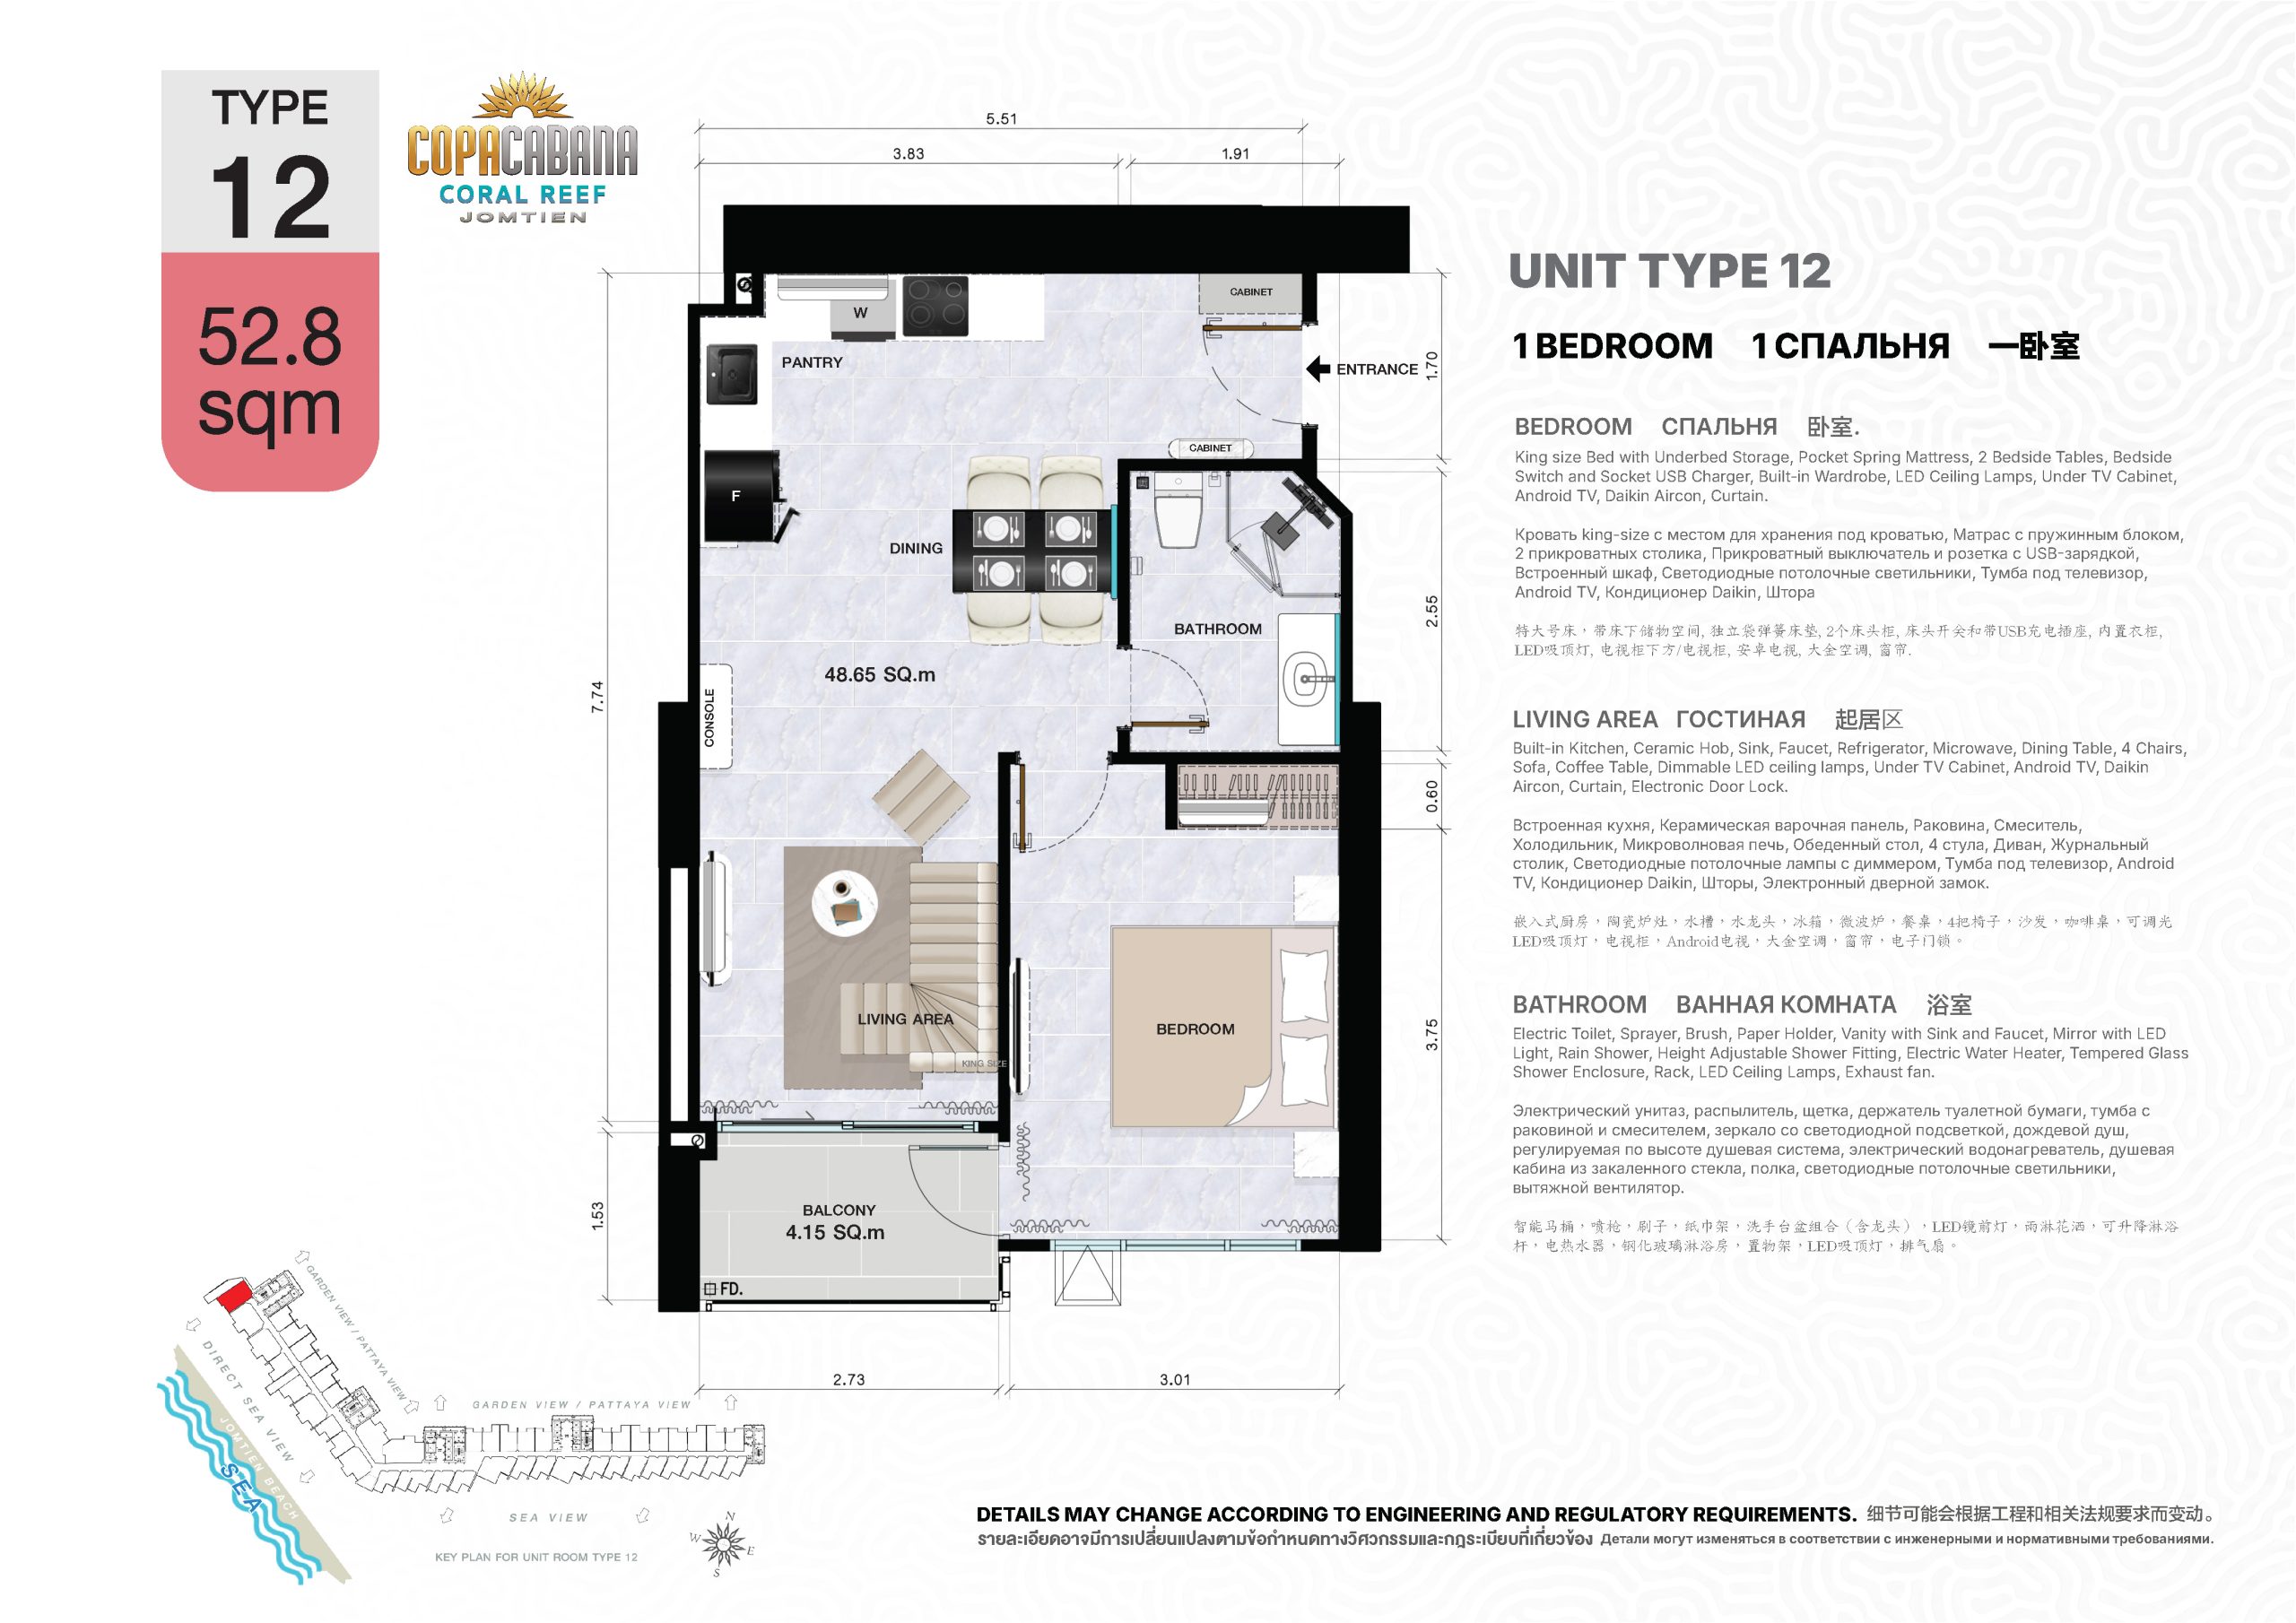 TYPE
12
52.8
sqm
COPACABANA
CORAL REEF
JOMTIEN
5.51
3.83
1.91
CABINET
W
PANTRY
ENTRANCE
1.70
CABINET
F
DINING
2.55
BATHROOM
48.65 SQ.m
7.74
CONSOLE
0.60
LIVING AREA
BEDROOM
3.75
KING SIZE
BALCONY
4.15 SQ.m
1.53
FD.
2.73
3.01
UNIT TYPE 12
1 BEDROOM 1 СПАЛЬНЯ 一卧室
BEDROOM СПАЛЬНЯ 卧室.
King size Bed with Underbed Storage, Pocket Spring Mattress, 2 Bedside Tables, Bedside
Switch and Socket USB Charger, Built-in Wardrobe, LED Ceiling Lamps, Under TV Cabinet,
Android TV, Daikin Aircon, Curtain.
Кровать king-size с местом для хранения под кроватью, Матрас с пружинным блоком,
2 прикроватных столика, Прикроватный выключатель и розетка с USB-зарядкой,
Встроенный шкаф, Светодиодные потолочные светильники, Тумба под телевизор,
Android TV, Кондиционер Daikin, Штора
特大号床，带床下储物空间, 独立袋弹簧床垫, 2个床头柜, 床头开关和带USB充电插座, 内置衣柜,
LED吸顶灯, 电视柜下方/电视柜, 安卓电视, 大金空调, 窗帘.
LIVING AREA ГОСТИНАЯ 起居区
Built-in Kitchen, Ceramic Hob, Sink, Faucet, Refrigerator, Microwave, Dining Table, 4 Chairs,
Sofa, Coffee Table, Dimmable LED ceiling lamps, Under TV Cabinet, Android TV, Daikin
Aircon, Curtain, Electronic Door Lock.
Встроенная кухня, Керамическая варочная панель, Раковина, Смеситель,
Холодильник, Микроволновая печь, Обеденный стол, 4 стула, Диван, Журнальный
столик, Светодиодные потолочные лампы с диммером, Тумба под телевизор, Android
TV, Кондиционер Daikin, Шторы, Электронный дверной замок.
嵌入式厨房，陶瓷炉灶，水槽，水龙头，冰箱，微波炉，餐桌，4把椅子，沙发，咖啡桌，可调光
LED吸顶灯，电视柜，Android电视，大金空调，窗帘，电子门锁。
BATHROOM ВАННАЯ КОМНАТА 浴室
Electric Toilet, Sprayer, Brush, Paper Holder, Vanity with Sink and Faucet, Mirror with LED
Light, Rain Shower, Height Adjustable Shower Fitting, Electric Water Heater, Tempered Glass
Shower Enclosure, Rack, LED Ceiling Lamps, Exhaust fan.
Электрический унитаз, распылитель, щетка, держатель туалетной бумаги, тумба с
раковиной и смесителем, зеркало со светодиодной подсветкой, дождевой душ,
регулируемая по высоте душевая система, электрический водонагреватель, душевая
кабина из закаленного стекла, полка, светодиодные потолочные светильники,
вытяжной вентилятор.
智能马桶，喷枪，刷子，纸巾架，洗手台盆组合（含龙头），LED镜前灯，雨淋花洒，可升降淋浴
杆，电热水器，钢化玻璃淋浴房，置物架，LED吸顶灯，排气扇。
GARDEN VIEW / PATTAYA VIEW
DIRECT SEA VIEW
JOMTIEN BEACH
SEA
GARDEN VIEW / PATTAYA VIEW
SEA VIEW
KEY PLAN FOR UNIT ROOM TYPE 12
N
W
E
S
DETAILS MAY CHANGE ACCORDING TO ENGINEERING AND REGULATORY REQUIREMENTS. 细节可能会根据工程和相关法规要求而变动。
รายละเอียดอาจมีการเปลี่ยนแปลงตามข้อกำหนดทางวิศวกรรมและกฎระเบียบที่เกี่ยวข้อง Детали могут изменяться в соответствии с инженерными и нормативными требованиями.